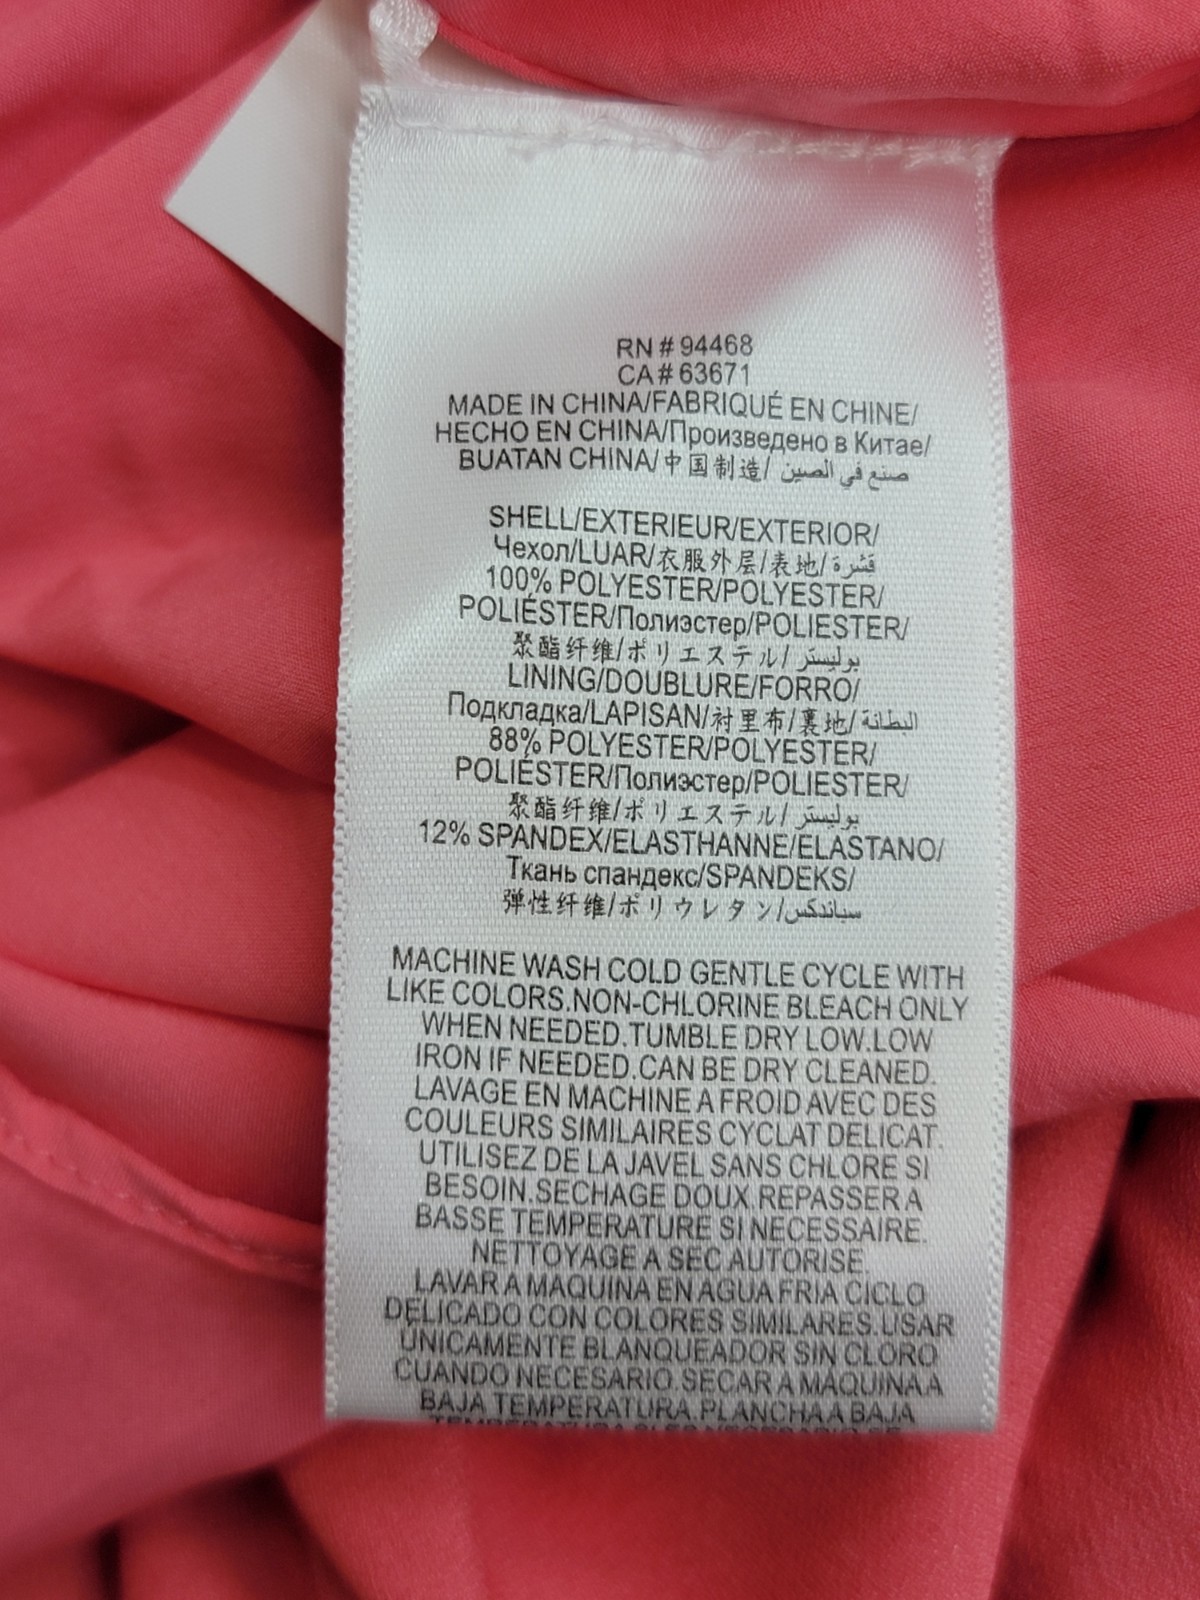 RN # 94468
CA # 63671
MADE IN CHINA/FABRIQUÉ EN CHINE/
HECHO EN CHINA/Произведено в Китае/
BUATAN CHINA/中国制造/ صنع في الصين
SHELL/EXTERIEUR/EXTERIOR/
Чехол/LUAR/衣服外层/表地/ قشرة
100% POLYESTER/POLYESTER/
POLIÉSTER/Полиэстер/POLIESTER/
聚酯纤维/ポリエステル/ بوليستر
LINING/DOUBLURE/FORRO/
Подкладка/LAPISAN/衬里布/裏地/ البطانة
88% POLYESTER/POLYESTER/
POLIÉSTER/Полиэстер/POLIESTER/
聚酯纤维/ポリエステル/ بوليستر
12% SPANDEX/ELASTHANNE/ELASTANO/
Ткань спандекс/SPANDEKS/
弹性纤维/ポリウレタン/ سباندكس
MACHINE WASH COLD GENTLE CYCLE WITH
LIKE COLORS.NON-CHLORINE BLEACH ONLY
WHEN NEEDED.TUMBLE DRY LOW.LOW
IRON IF NEEDED.CAN BE DRY CLEANED.
LAVAGE EN MACHINE A FROID AVEC DES
COULEURS SIMILAIRES CYCLAT DELICAT.
UTILISEZ DE LA JAVEL SANS CHLORE SI
BESOIN.SECHAGE DOUX.REPASSER A
BASSE TEMPERATURE SI NECESSAIRE.
NETTOYAGE A SEC AUTORISE.
LAVAR A MAQUINA EN AGUA FRIA CICLO
DELICADO CON COLORES SIMILARES.USAR
ÚNICAMENTE BLANQUEADOR SIN CLORO
CUANDO NECESARIO.SECAR A MAQUINA A
BAJA TEMPERATURA.PLANCHA A BAJA